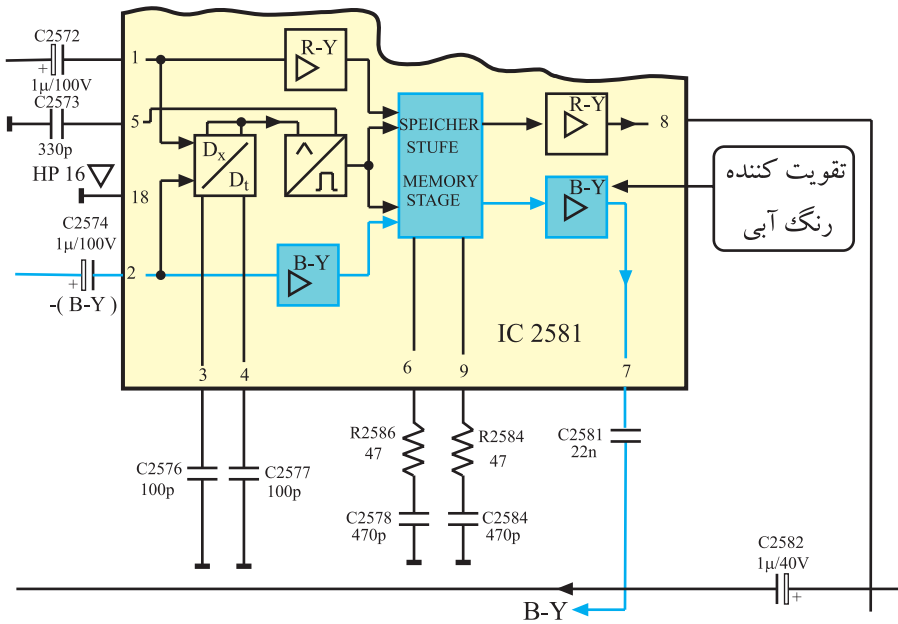 C2572
+
1µ/100V
C2573
330p
HP 16
C2574
1µ/100V
+
-( B-Y )
1
5
18
2
R-Y
Dx
Dt
B-Y
SPEICHER
STUFE
MEMORY
STAGE
R-Y
8
B-Y
تقویت کننده
رنگ آبی
IC 2581
3
4
6
9
7
C2576
100p
C2577
100p
R2586
47
R2584
47
C2578
470p
C2584
470p
C2581
22n
C2582
1µ/40V
+
B-Y